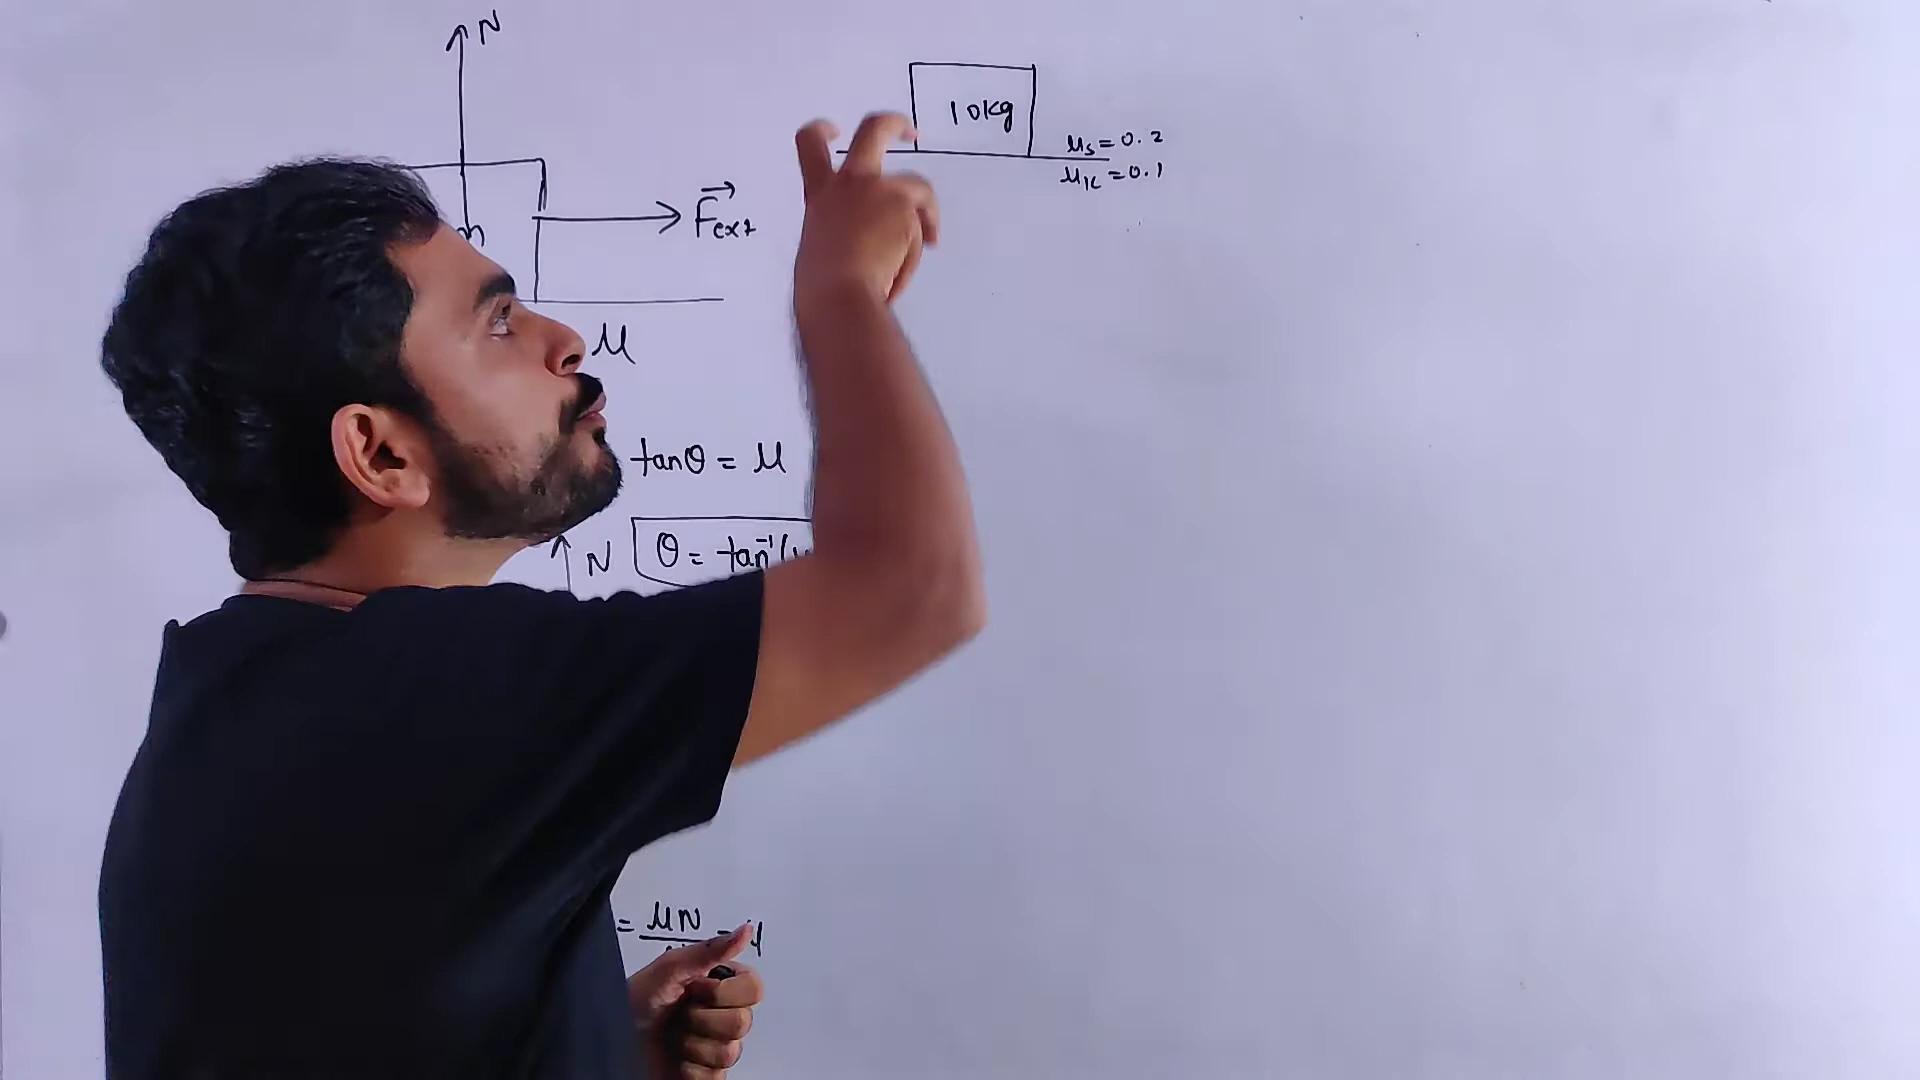 N
F ext
μ
tanθ = μ
N
θ = tan⁻¹(
= μN
10kg
μs = 0.2
μk = 0.1